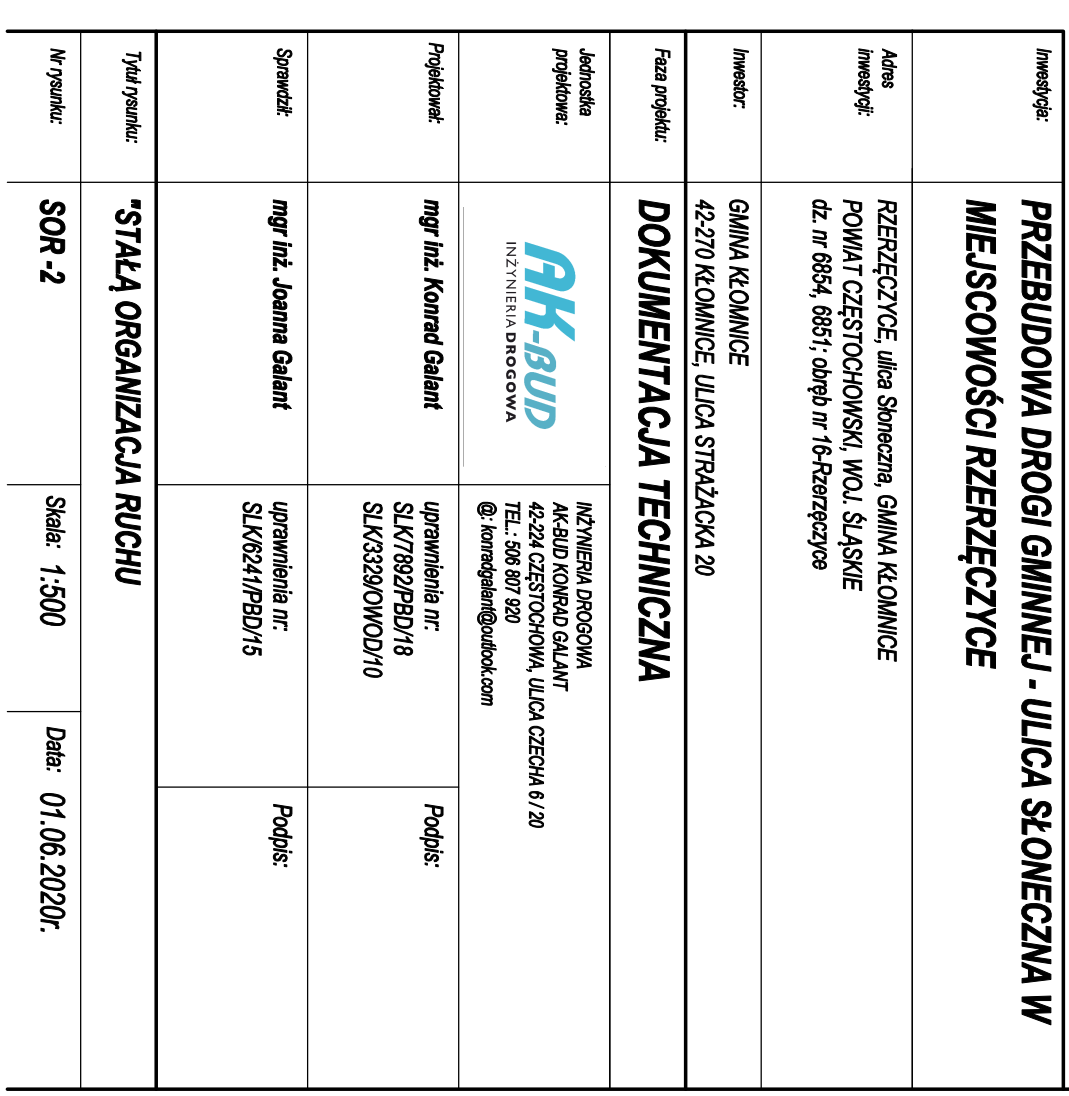 Inwestycja:
PRZEBUDOWA DROGI GMINNEJ - ULICA SŁONECZNA W
MIEJSCOWOŚCI RZERZĘCZYCE
Adres
inwestycji:
RZERZĘCZYCE, ulica Słoneczna, GMINA KŁOMNICE
POWIAT CZĘSTOCHOWSKI, WOJ. ŚLĄSKIE
dz. nr 6854, 6851; obręb nr 16-Rzerzęczyce
Inwestor:
GMINA KŁOMNICE
42-270 KŁOMNICE, ULICA STRAŻACKA 20
Faza projektu:
DOKUMENTACJA TECHNICZNA
Jednostka
projektowa:
AK-BUD
INŻYNIERIA DROGOWA
INŻYNIERIA DROGOWA
AK-BUD KONRAD GALANT
42-224 CZĘSTOCHOWA, ULICA CZECHA 6 / 20
TEL.: 506 807 920
@: konradgalant@outlook.com
Projektował:
mgr inż. Konrad Galant
uprawnienia nr:
SLK/7892/PBD/18
SLK/3329/OWOD/10
Podpis:
Sprawdził:
mgr inż. Joanna Galant
uprawnienia nr:
SLK/6241/PBD/15
Podpis:
Tytuł rysunku:
"STAŁĄ ORGANIZACJA RUCHU
Nr rysunku:
SOR -2
Skala: 1:500
Data: 01.06.2020r.